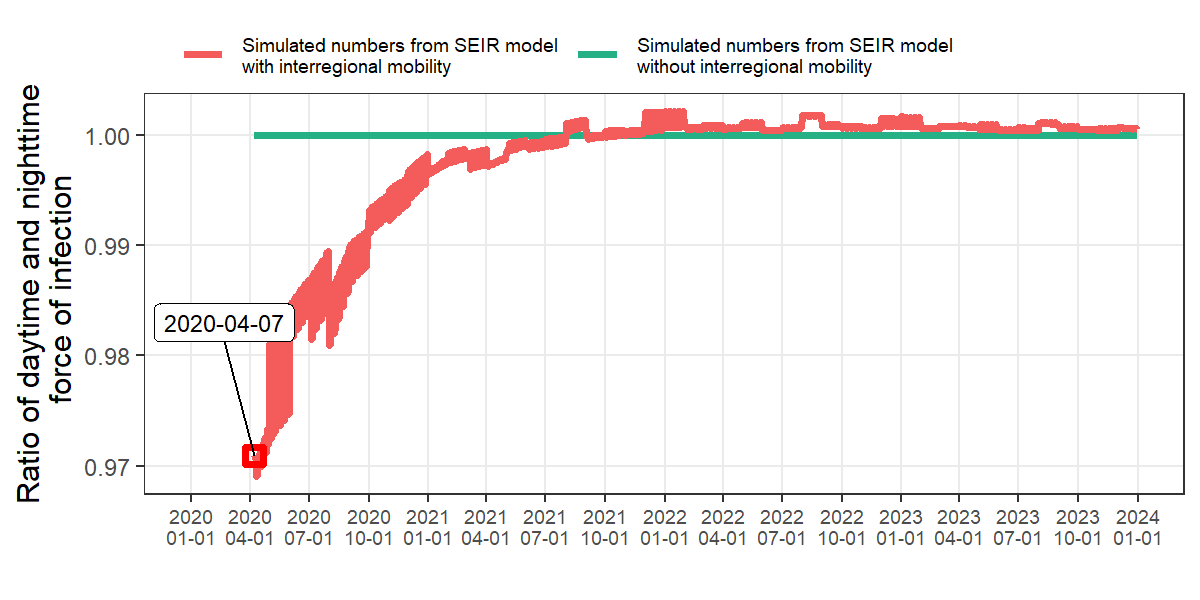 Simulated numbers from SEIR model
with interregional mobility
Simulated numbers from SEIR model
without interregional mobility
Ratio of daytime and nighttime
force of infection
1.00
0.99
0.98
0.97
2020-04-07
2020 2020 2020 2020 2021 2021 2021 2021 2022 2022 2022 2022 2023 2023 2023 2023 2024
01-01 04-01 07-01 10-01 01-01 04-01 07-01 10-01 01-01 04-01 07-01 10-01 01-01 04-01 07-01 10-01 01-01